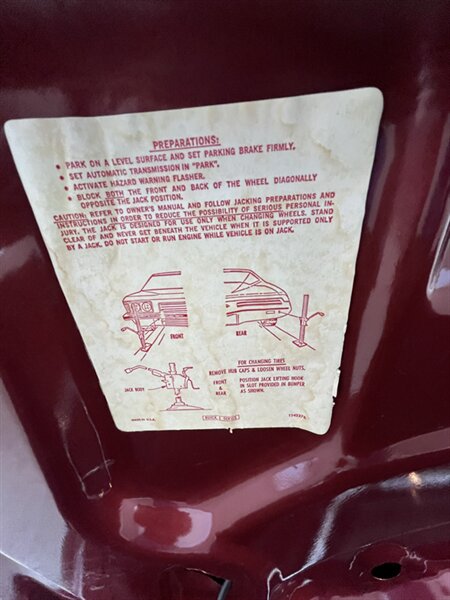 PREPARATIONS:
• PARK ON A LEVEL SURFACE AND SET PARKING BRAKE FIRMLY.
• SET AUTOMATIC TRANSMISSION IN "PARK".
• ACTIVATE HAZARD WARNING FLASHER.
• BLOCK BOTH THE FRONT AND BACK OF THE WHEEL DIAGONALLY
OPPOSITE THE JACK POSITION.
CAUTION: REFER TO OWNER'S MANUAL AND FOLLOW JACKING PREPARATIONS AND
INSTRUCTIONS IN ORDER TO REDUCE THE POSSIBILITY OF SERIOUS PERSONAL IN-
JURY. THE JACK IS DESIGNED FOR USE ONLY WHEN CHANGING WHEELS. STAND
CLEAR OF AND NEVER GET BENEATH THE VEHICLE WHEN IT IS SUPPORTED ONLY
BY A JACK. DO NOT START OR RUN ENGINE WHILE VEHICLE IS ON JACK.
FRONT
REAR
FOR CHANGING TIRES
REMOVE HUB CAPS & LOOSEN WHEEL NUTS.
JACK BODY
FRONT
&
REAR
POSITION JACK LIFTING HOOK
IN SLOT PROVIDED IN BUMPER
AS SHOWN.
MADE IN U.S.A.
BUICK SERVICE